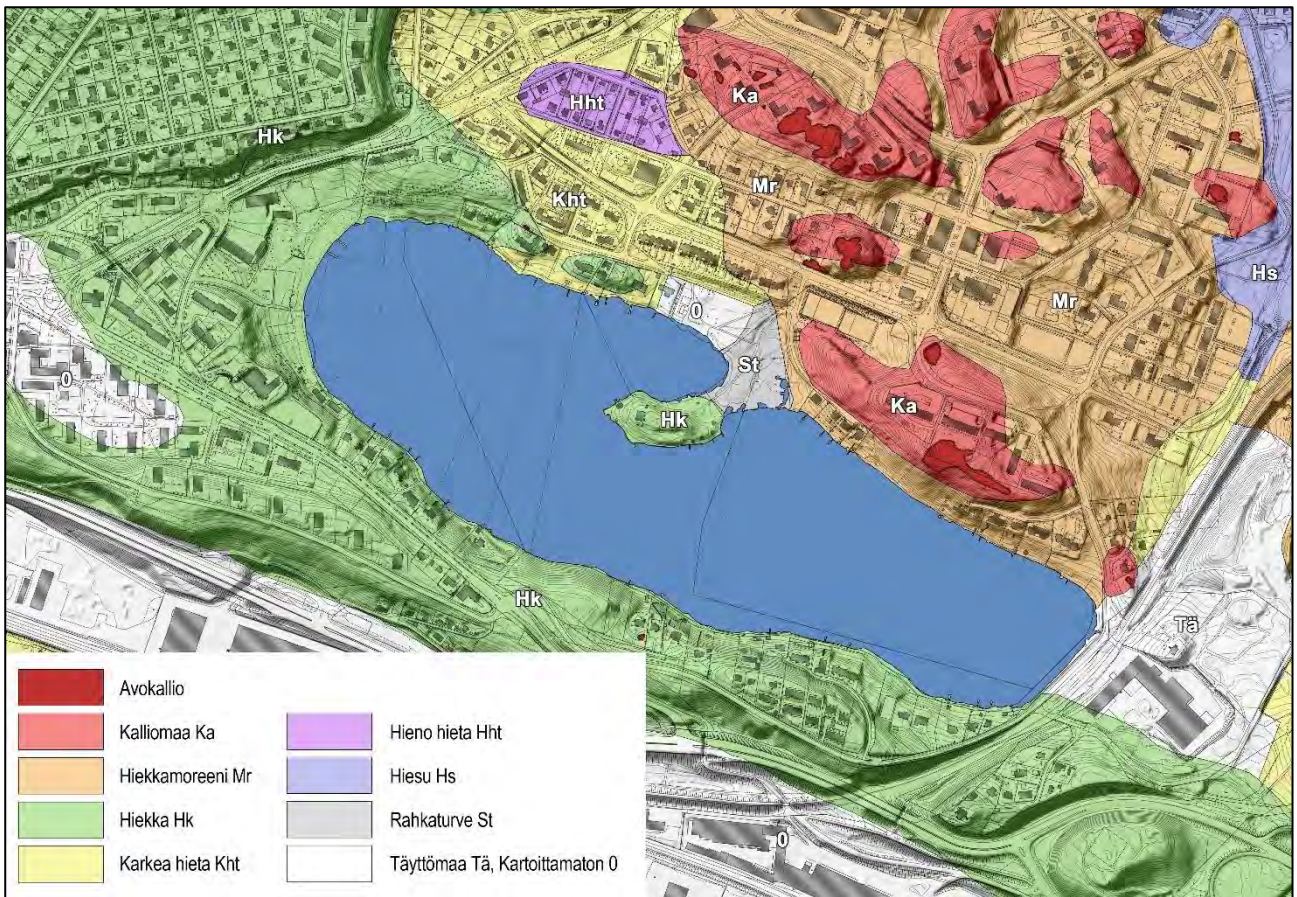 Hht
Ka
Hk
Mr
Kht
Hs
Mr
0
St
0
Ka
Hk
Hk
Tä
0
Avokallio
Kalliomaa Ka
Hiekkamoreeni Mr
Hiekka Hk
Karkea hieta Kht
Hieno hieta Hht
Hiesu Hs
Rahkaturve St
Täyttömaa Tä, Kartoittamaton 0